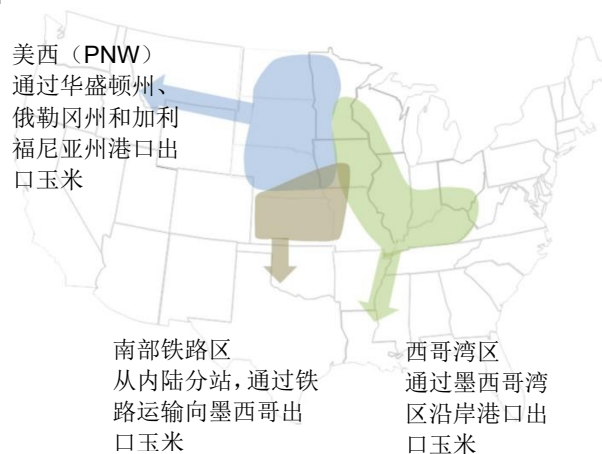 美西（PNW）
通过华盛顿州、
俄勒冈州和加利
福尼亚州港口出
口玉米
南部铁路区
从内陆分站，通过铁
路运输向墨西哥出
口玉米
西哥湾区
通过墨西哥湾
区沿岸港口出
口玉米